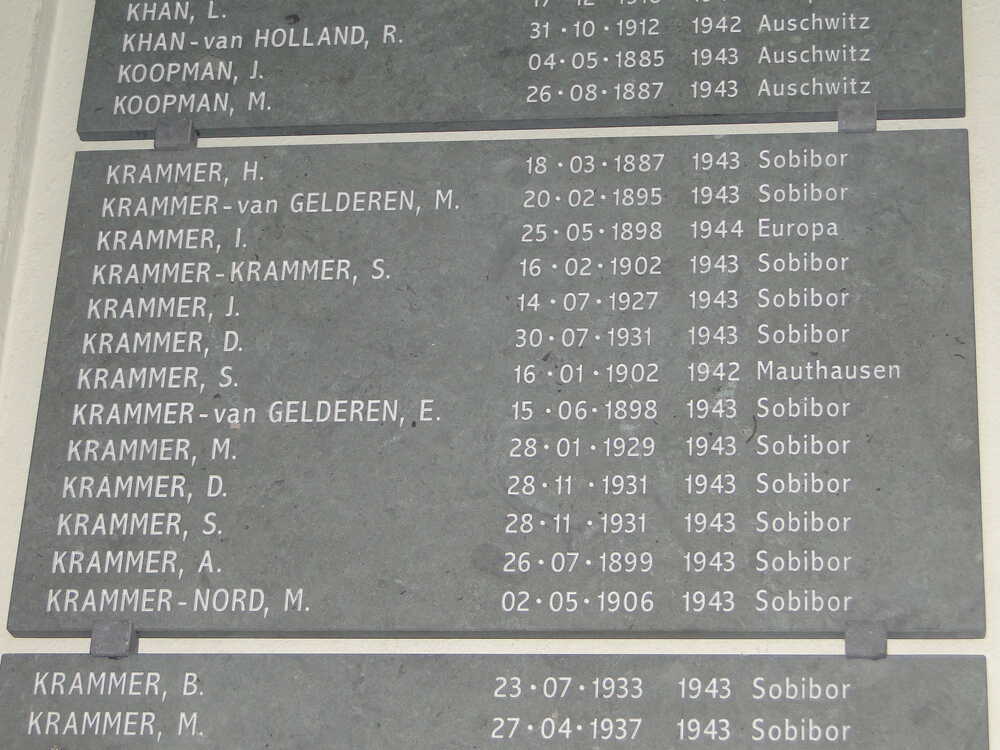 KHAN, L.
KHAN-van HOLLAND, R. 31·10·1912 1942 Auschwitz
KOOPMAN, J. 04·05·1885 1943 Auschwitz
KOOPMAN, M. 26·08·1887 1943 Auschwitz
KRAMMER, H. 18·03·1887 1943 Sobibor
KRAMMER-van GELDEREN, M. 20·02·1895 1943 Sobibor
KRAMMER, I. 25·05·1898 1944 Europa
KRAMMER-KRAMMER, S. 16·02·1902 1943 Sobibor
KRAMMER, J. 14·07·1927 1943 Sobibor
KRAMMER, D. 30·07·1931 1943 Sobibor
KRAMMER, S. 16·01·1902 1942 Mauthausen
KRAMMER-van GELDEREN, E. 15·06·1898 1943 Sobibor
KRAMMER, M. 28·01·1929 1943 Sobibor
KRAMMER, D. 28·11·1931 1943 Sobibor
KRAMMER, S. 28·11·1931 1943 Sobibor
KRAMMER, A. 26·07·1899 1943 Sobibor
KRAMMER-NORD, M. 02·05·1906 1943 Sobibor
KRAMMER, B. 23·07·1933 1943 Sobibor
KRAMMER, M. 27·04·1937 1943 Sobibor